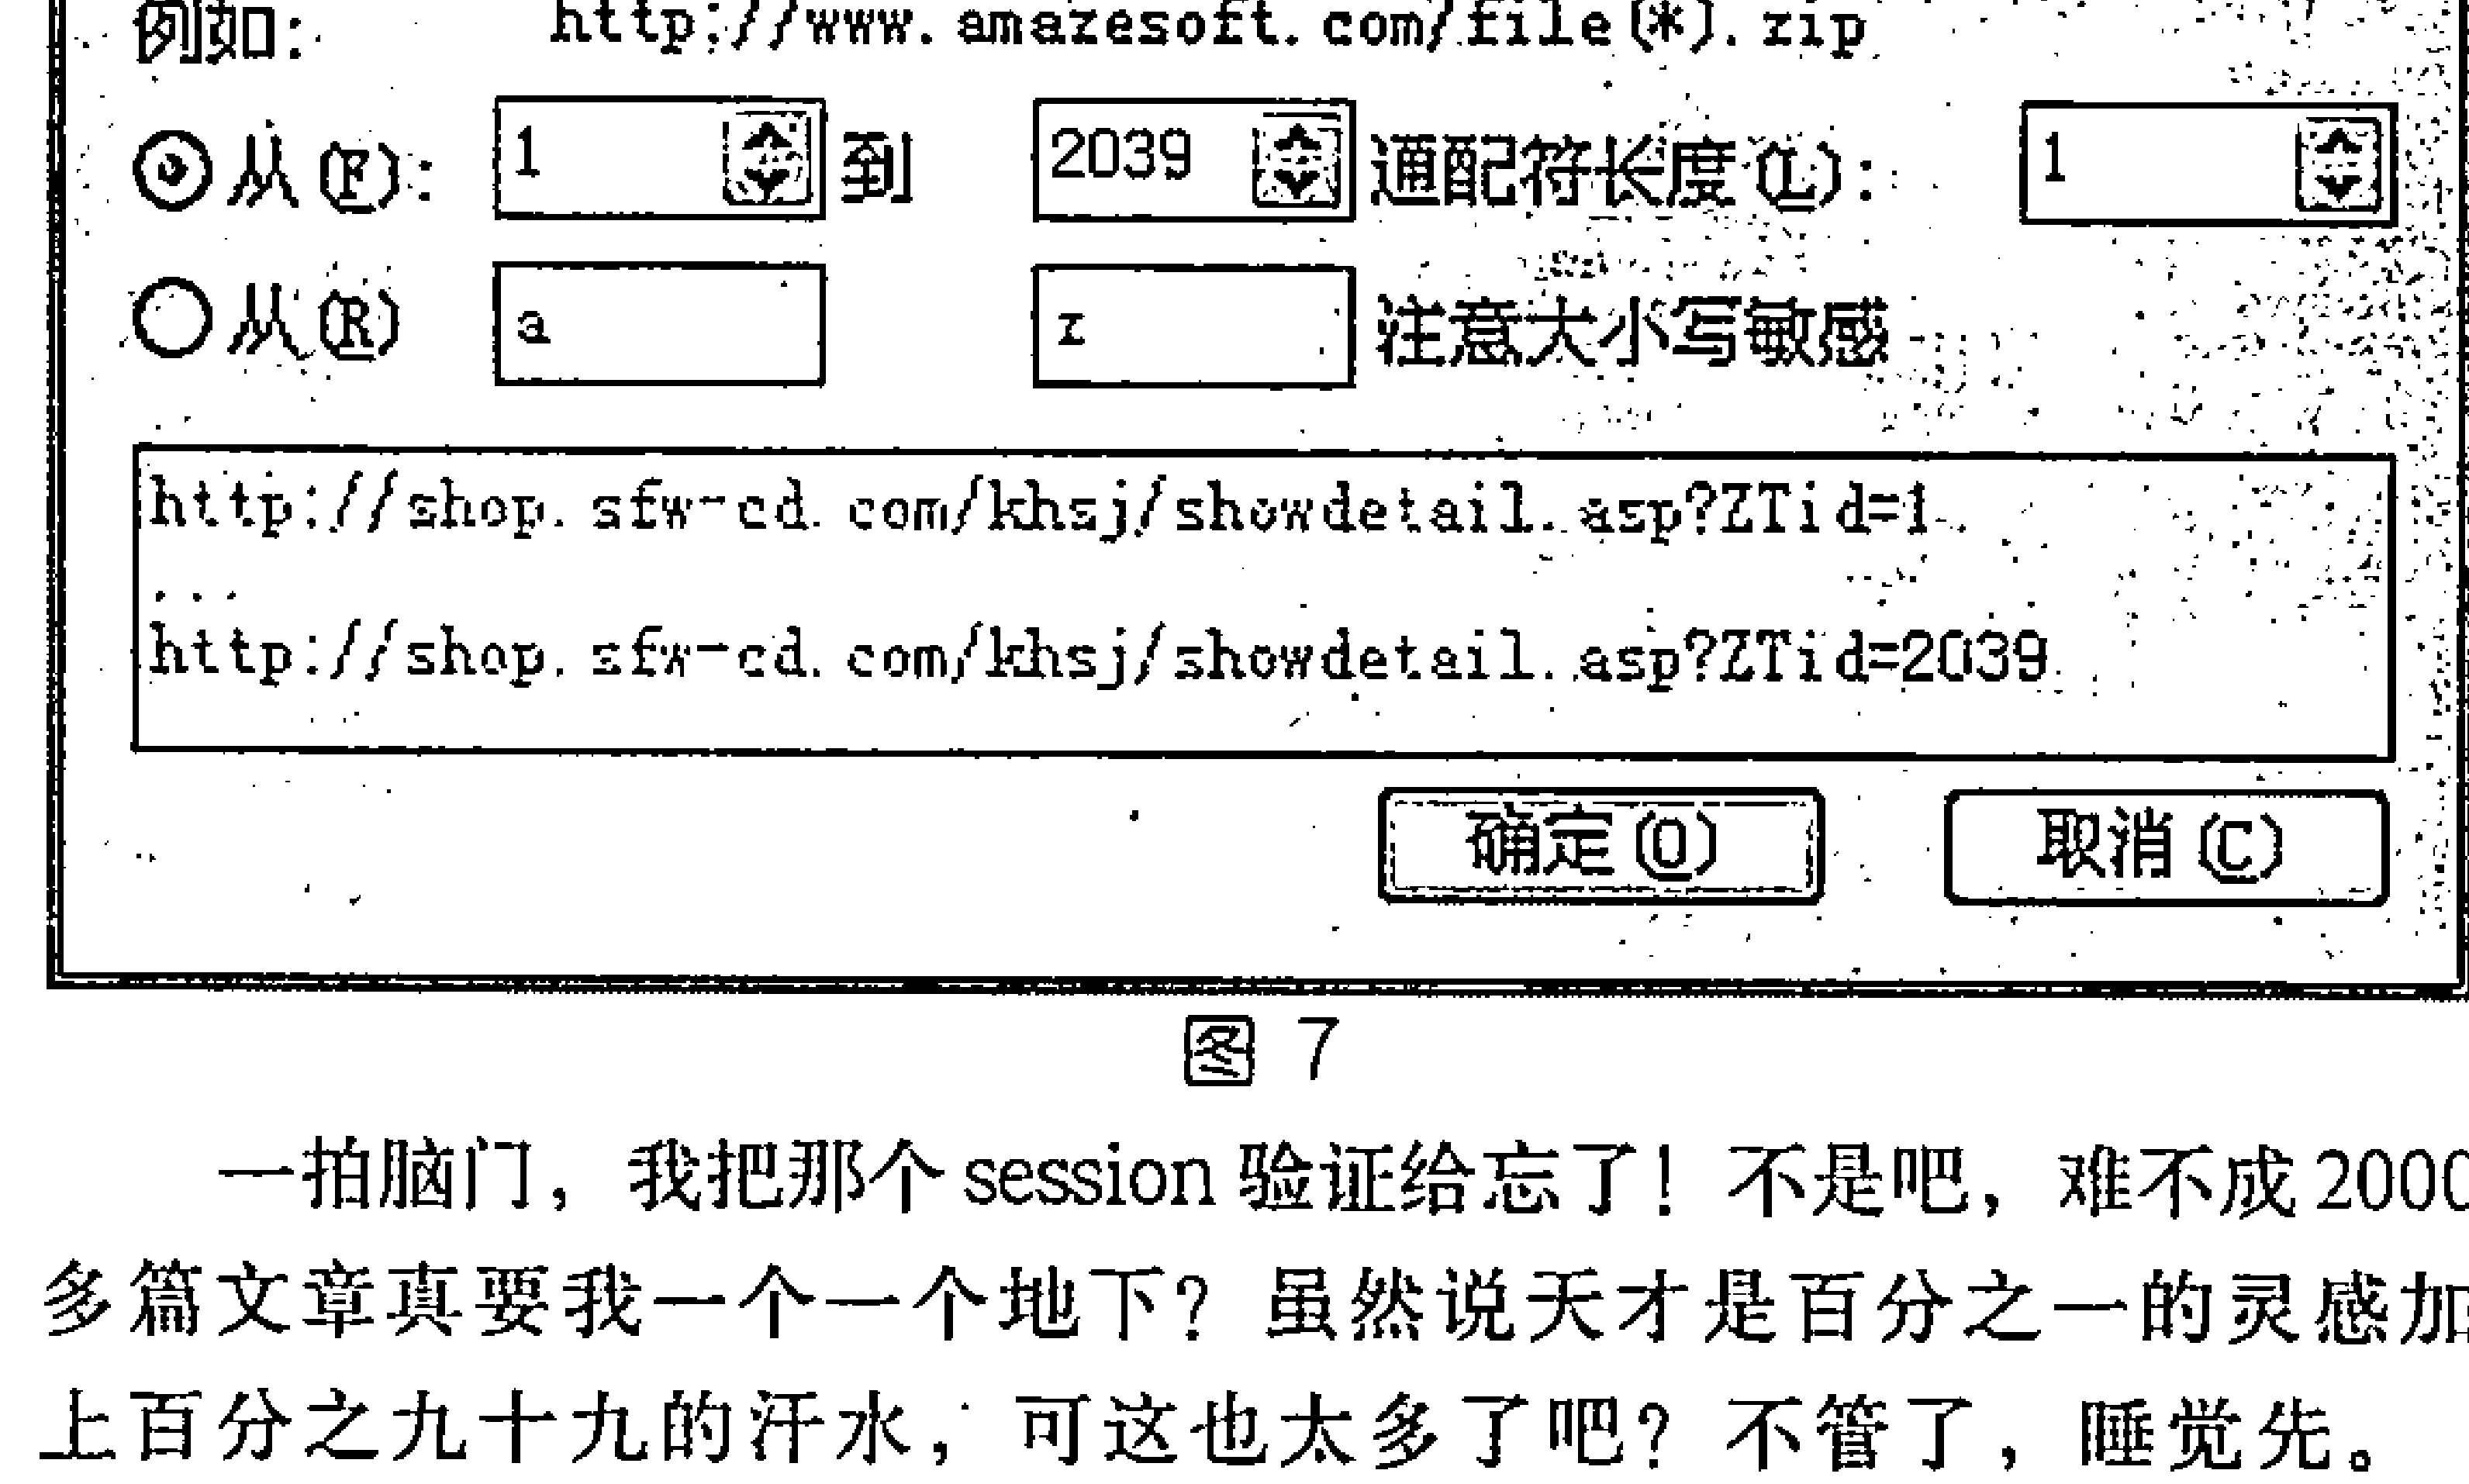 例如: http://www.amazesoft.com/file(*).zip
从(F): 1 到 2039 通配符长度(L): 1
从(R) a z 注意大小写敏感
http://shop.sfw-cd.com/khsj/showdetail.asp?ZTid=1
...
http://shop.sfw-cd.com/khsj/showdetail.asp?ZTid=2039
确定(O) 取消(C)
图 7
一拍脑门，我把那个session验证给忘了！不是吧，难不成2000
多篇文章真要我一个一个地下？虽然说天才是百分之一的灵感加
上百分之九十九的汗水，可这也太多了吧？不管了，睡觉先。